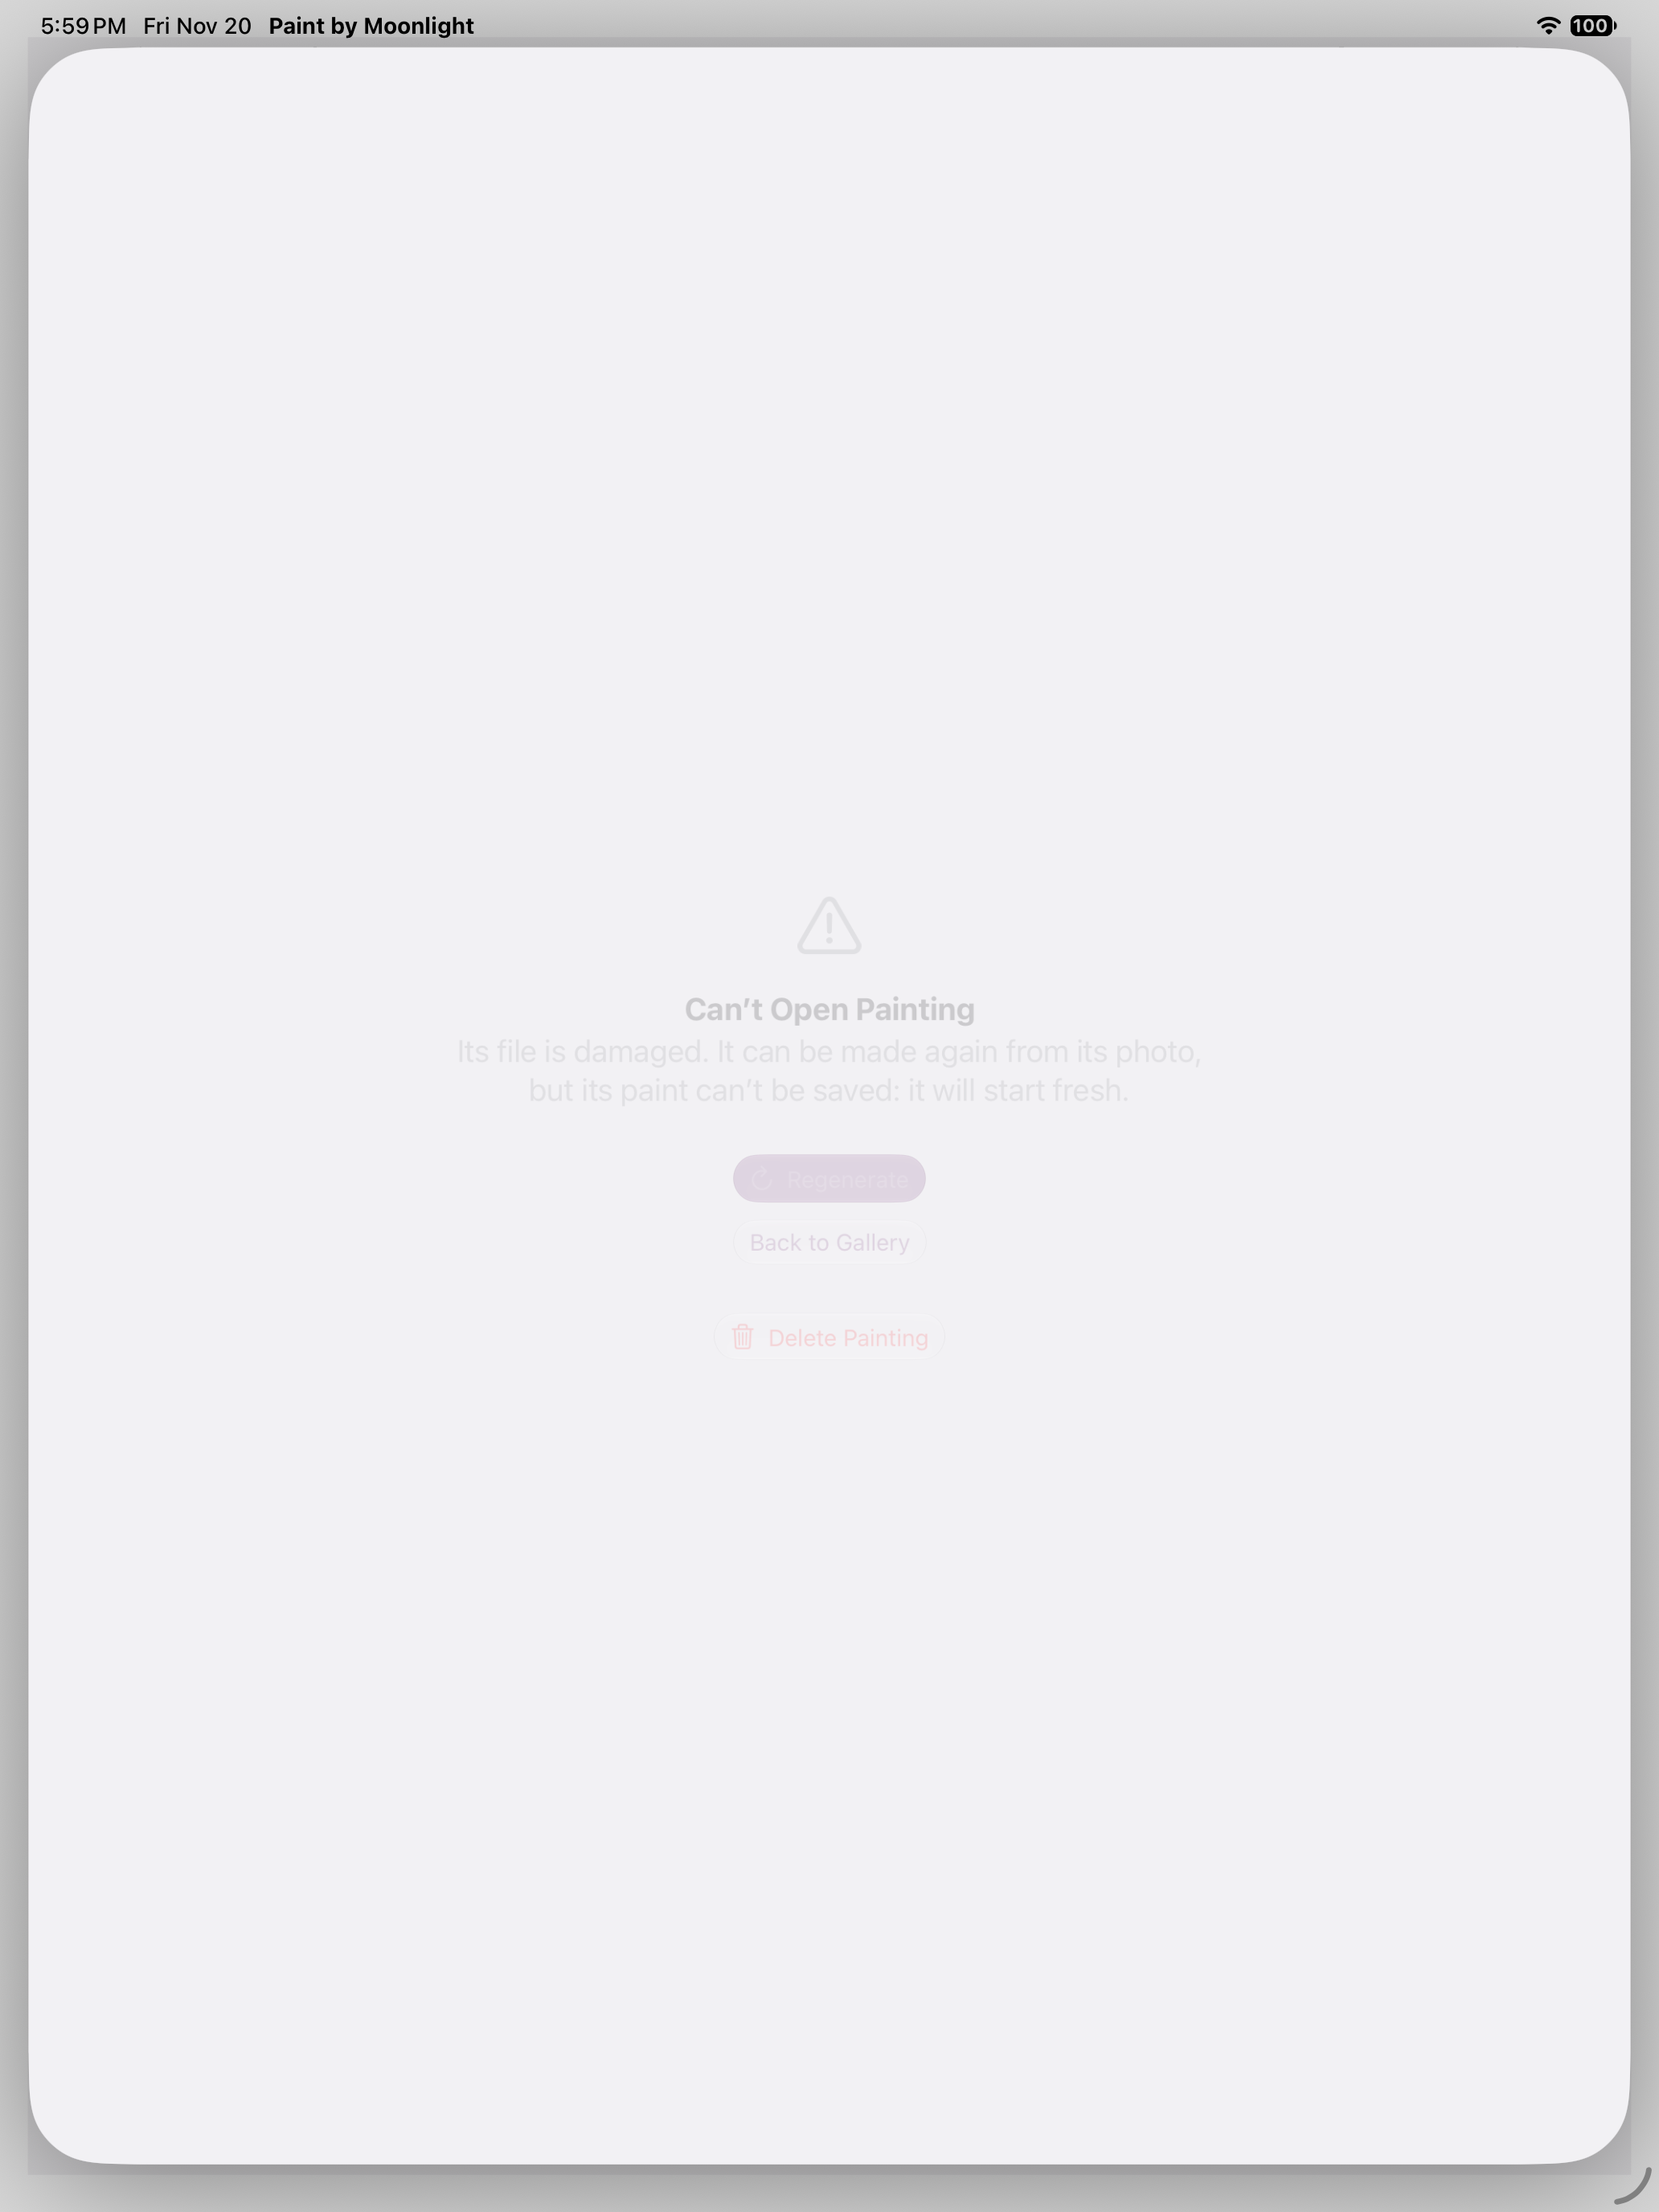 5:59 PM Fri Nov 20 Paint by Moonlight 100
Can’t Open Painting
Its file is damaged. It can be made again from its photo,
but its paint can’t be saved: it will start fresh.
Regenerate
Back to Gallery
Delete Painting